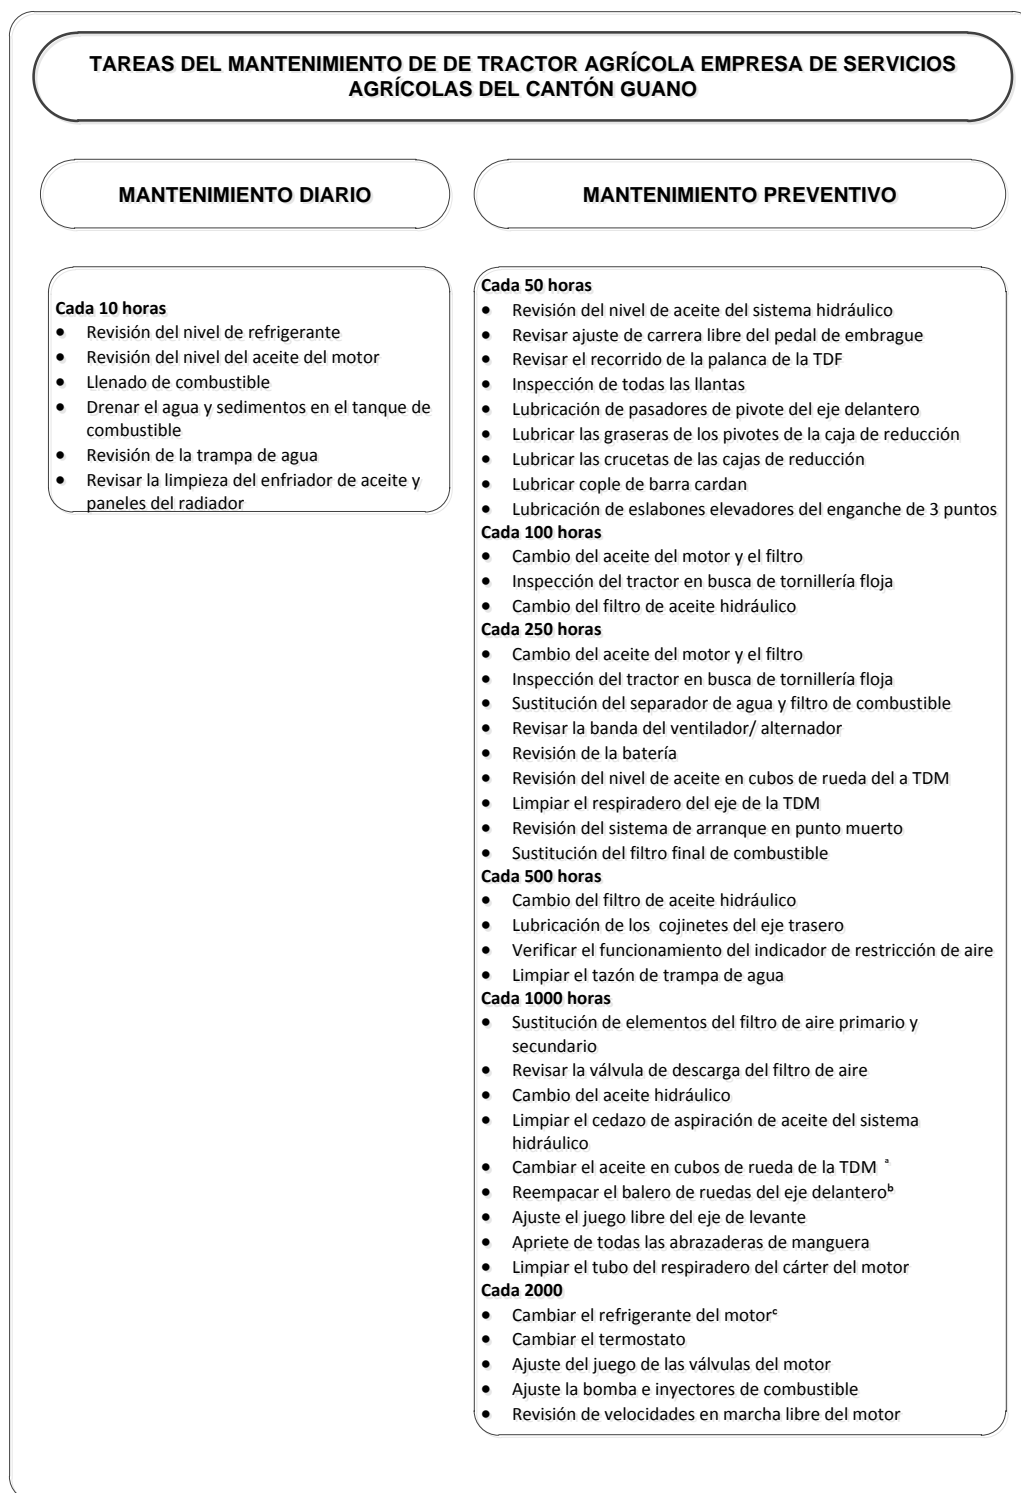 TAREAS DEL MANTENIMIENTO DE DE TRACTOR AGRÍCOLA EMPRESA DE SERVICIOS
AGRÍCOLAS DEL CANTÓN GUANO
MANTENIMIENTO DIARIO
Cada 10 horas
• Revisión del nivel de refrigerante
• Revisión del nivel del aceite del motor
• Llenado de combustible
• Drenar el agua y sedimentos en el tanque de
combustible
• Revisión de la trampa de agua
• Revisar la limpieza del enfriador de aceite y
paneles del radiador
MANTENIMIENTO PREVENTIVO
Cada 50 horas
• Revisión del nivel de aceite del sistema hidráulico
• Revisar ajuste de carrera libre del pedal de embrague
• Revisar el recorrido de la palanca de la TDF
• Inspección de todas las llantas
• Lubricación de pasadores de pivote del eje delantero
• Lubricar las graseras de los pivotes de la caja de reducción
• Lubricar las crucetas de las cajas de reducción
• Lubricar cople de barra cardan
• Lubricación de eslabones elevadores del enganche de 3 puntos
Cada 100 horas
• Cambio del aceite del motor y el filtro
• Inspección del tractor en busca de tornillería floja
• Cambio del filtro de aceite hidráulico
Cada 250 horas
• Cambio del aceite del motor y el filtro
• Inspección del tractor en busca de tornillería floja
• Sustitución del separador de agua y filtro de combustible
• Revisar la banda del ventilador/ alternador
• Revisión de la batería
• Revisión del nivel de aceite en cubos de rueda del a TDM
• Limpiar el respiradero del eje de la TDM
• Revisión del sistema de arranque en punto muerto
• Sustitución del filtro final de combustible
Cada 500 horas
• Cambio del filtro de aceite hidráulico
• Lubricación de los cojinetes del eje trasero
• Verificar el funcionamiento del indicador de restricción de aire
• Limpiar el tazón de trampa de agua
Cada 1000 horas
• Sustitución de elementos del filtro de aire primario y
secundario
• Revisar la válvula de descarga del filtro de aire
• Cambio del aceite hidráulico
• Limpiar el cedazo de aspiración de aceite del sistema
hidráulico
• Cambiar el aceite en cubos de rueda de la TDM ª
• Reempacar el balero de ruedas del eje delanteroᵇ
• Ajuste el juego libre del eje de levante
• Apriete de todas las abrazaderas de manguera
• Limpiar el tubo del respiradero del cárter del motor
Cada 2000
• Cambiar el refrigerante del motorᶜ
• Cambiar el termostato
• Ajuste del juego de las válvulas del motor
• Ajuste la bomba e inyectores de combustible
• Revisión de velocidades en marcha libre del motor